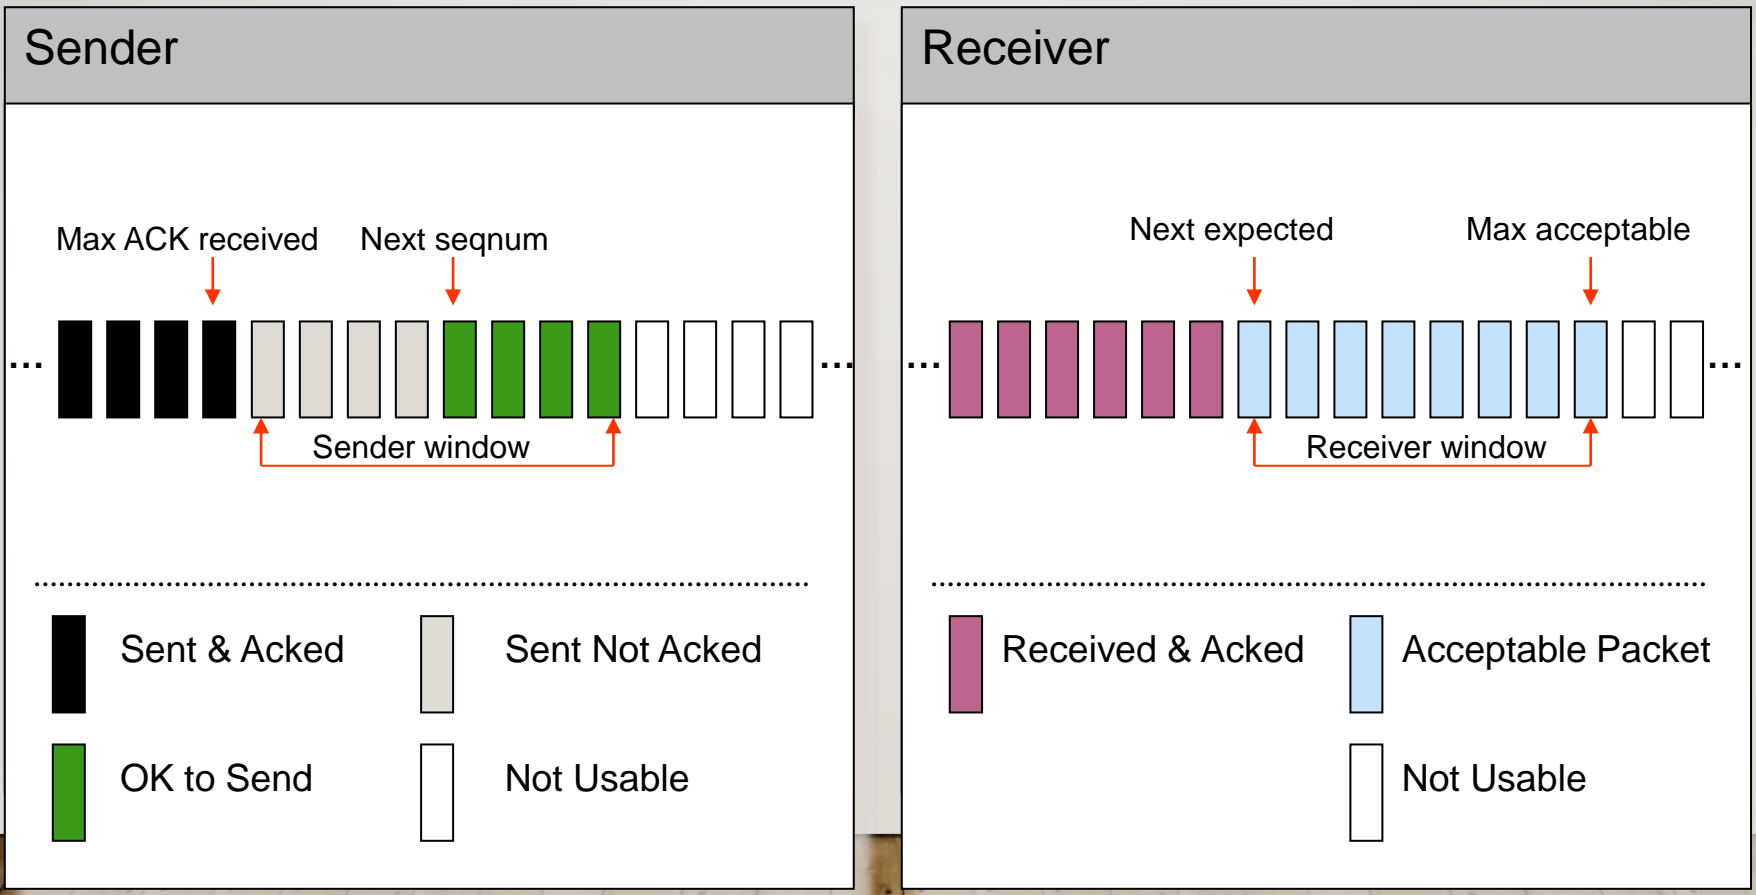 Sender
Max ACK received
Next seqnum
...
...
Sender window
Sent & Acked
Sent Not Acked
OK to Send
Not Usable
Receiver
Next expected
Max acceptable
...
...
Receiver window
Received & Acked
Acceptable Packet
Not Usable